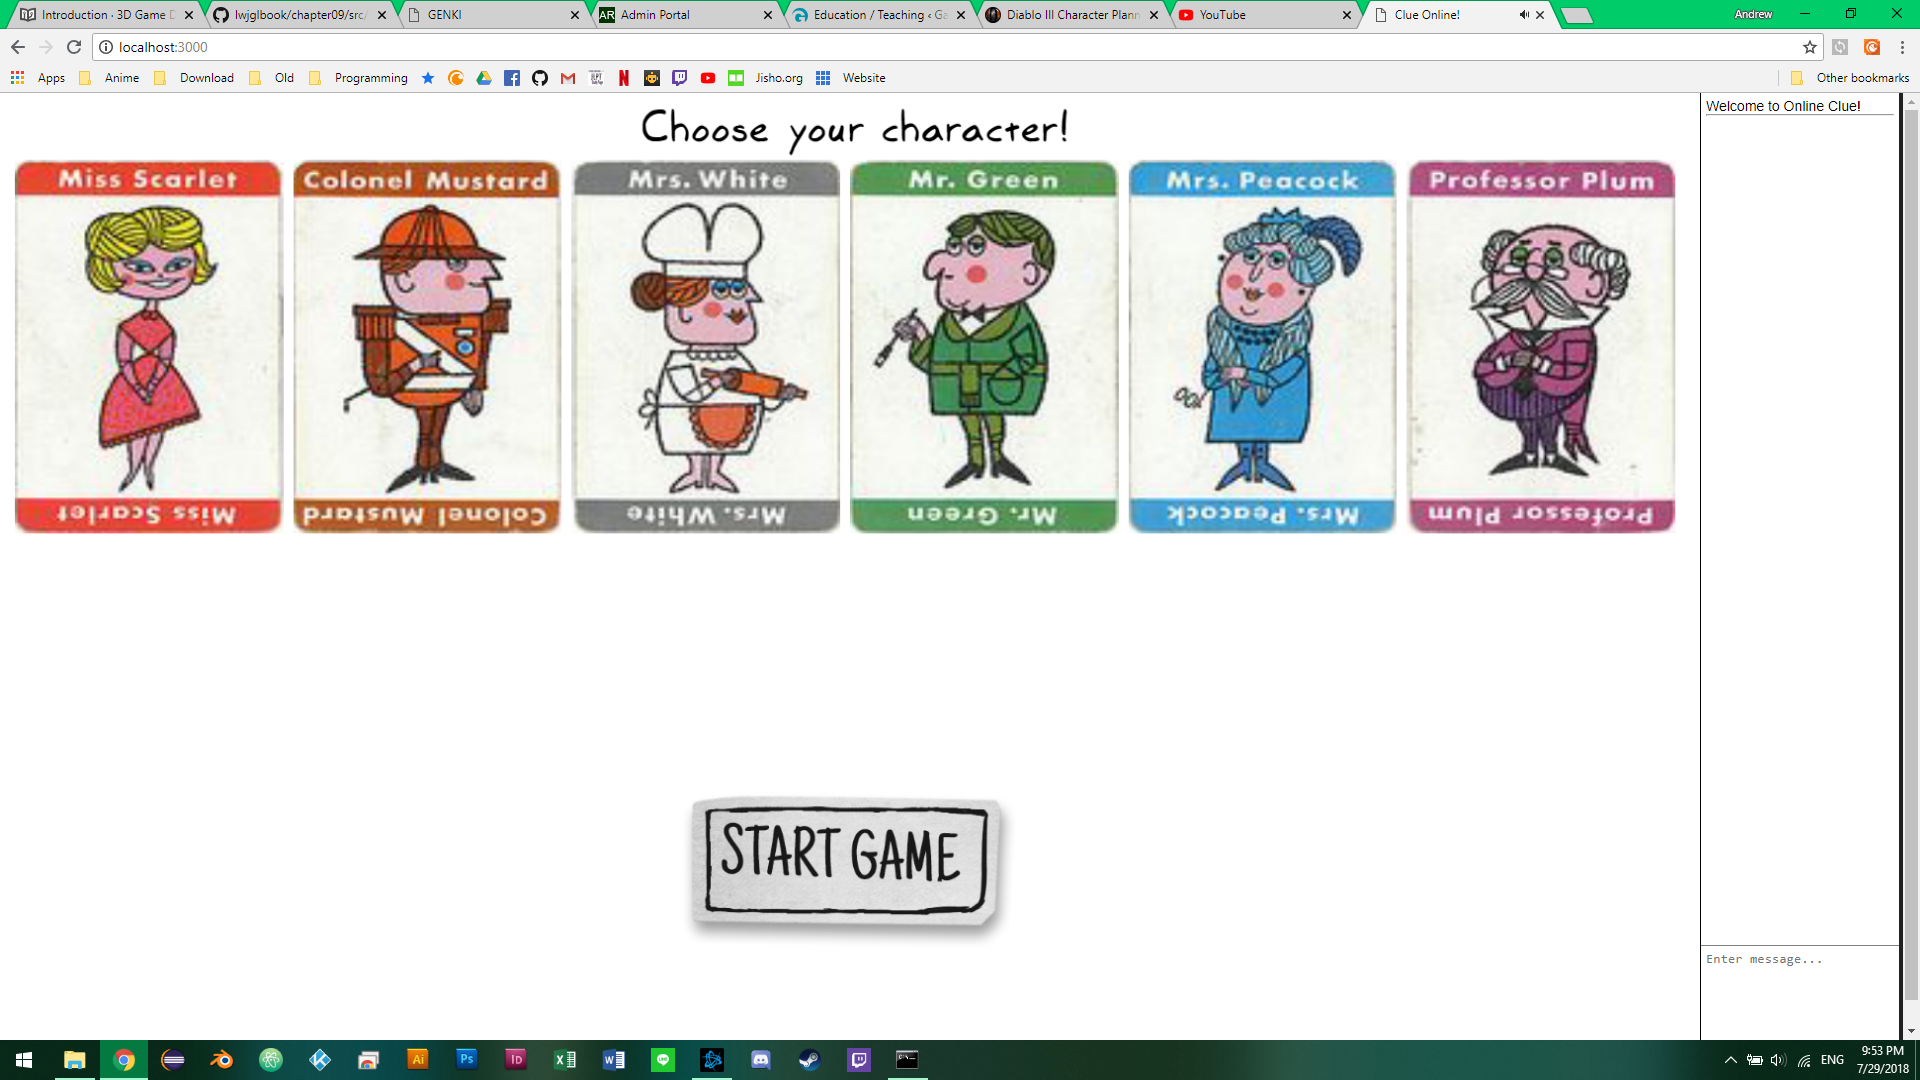 Introduction · 3D Game D
lwjglbook/chapter09/src/
GENKI
Admin Portal
Education / Teaching ‹ Ga
Diablo III Character Plann
YouTube
Clue Online!
Andrew
localhost:3000
Apps
Anime
Download
Old
Programming
Jisho.org
Website
Other bookmarks
Choose your character!
Welcome to Online Clue!
Miss Scarlet
Colonel Mustard
Mrs. White
Mr. Green
Mrs. Peacock
Professor Plum
Miss Scarlet
Colonel Mustard
Mrs. White
Mr. Green
Mrs. Peacock
Professor Plum
START GAME
Enter message...
ENG
9:53 PM
7/29/2018